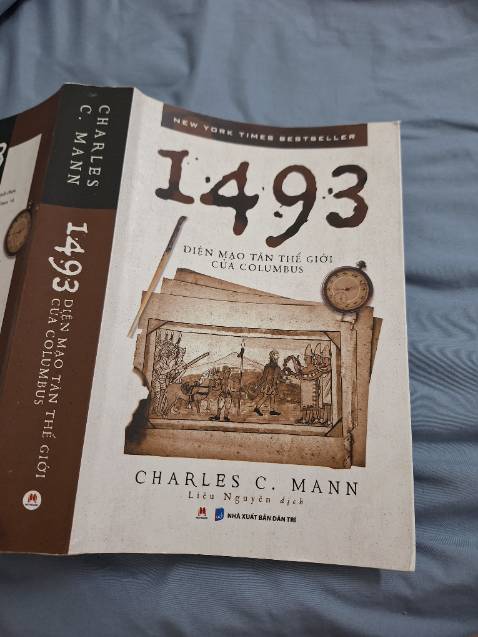 NEW YORK TIMES BESTSELLER
1493
DIỆN MẠO TÂN THẾ GIỚI
CỦA COLUMBUS
CHARLES C. MANN
Liêu Nguyên dịch
NHÀ XUẤT BẢN DÂN TRÍ
CHARLES
C. MANN
1493
DIỆN MẠO TÂN THẾ GIỚI
CỦA COLUMBUS